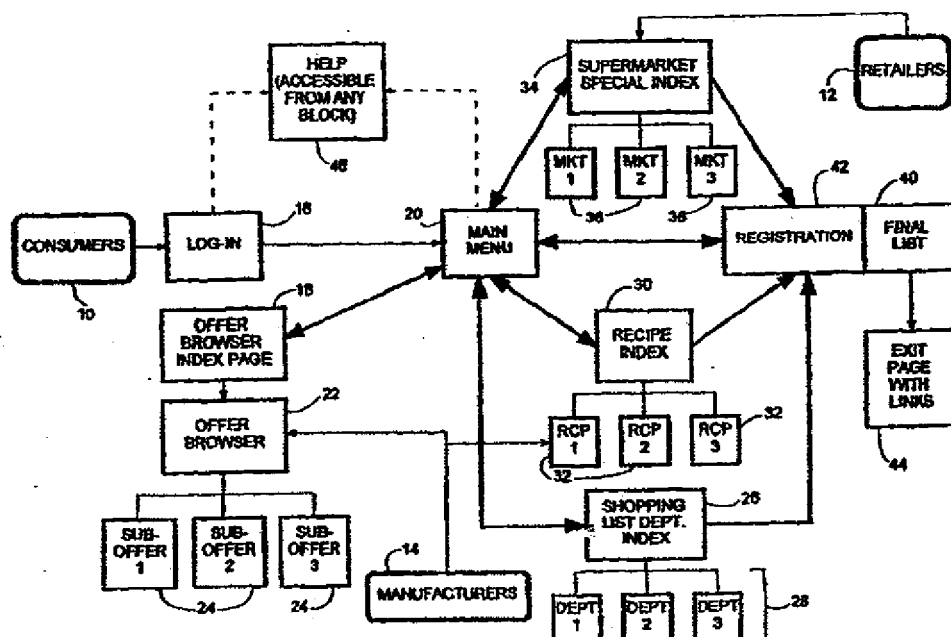 HELP
(ACCESSIBLE
FROM ANY
BLOCK)
46
34
SUPERMARKET
SPECIAL INDEX
RETAILERS
12
MKT
1
MKT
2
MKT
3
36
36
42
40
CONSUMERS
10
16
LOG-IN
20
MAIN
MENU
REGISTRATION
FINAL
LIST
18
OFFER
BROWSER
INDEX PAGE
30
RECIPE
INDEX
EXIT
PAGE
WITH
LINKS
44
22
OFFER
BROWSER
RCP
1
RCP
2
RCP
3
32
32
SUB-
OFFER
1
SUB-
OFFER
2
SUB-
OFFER
3
24
24
14
MANUFACTURERS
26
SHOPPING
LIST DEPT.
INDEX
DEPT
1
DEPT
2
DEPT
3
28